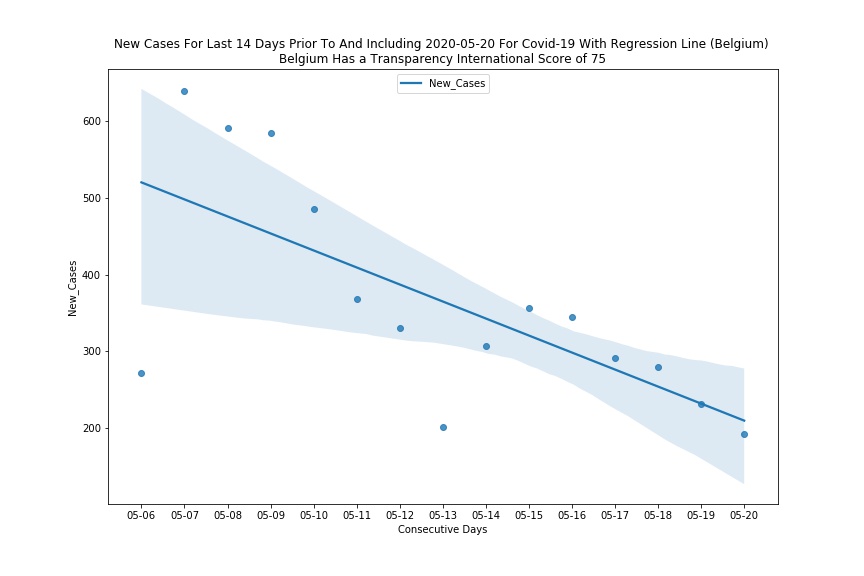 New Cases For Last 14 Days Prior To And Including 2020-05-20 For Covid-19 With Regression Line (Belgium)
Belgium Has a Transparency International Score of 75
New_Cases
600
500
400
300
200
New_Cases
05-06 05-07 05-08 05-09 05-10 05-11 05-12 05-13 05-14 05-15 05-16 05-17 05-18 05-19 05-20
Consecutive Days